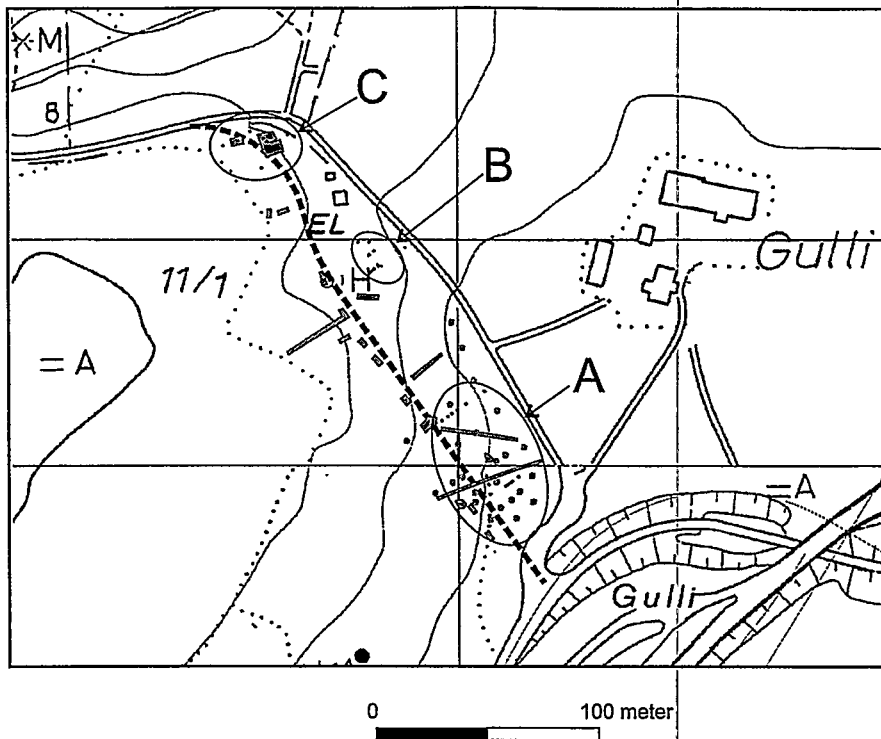 M
8
C
B
EL
Gulli
11/1
H
= A
A
= A
Gulli
0 100 meter